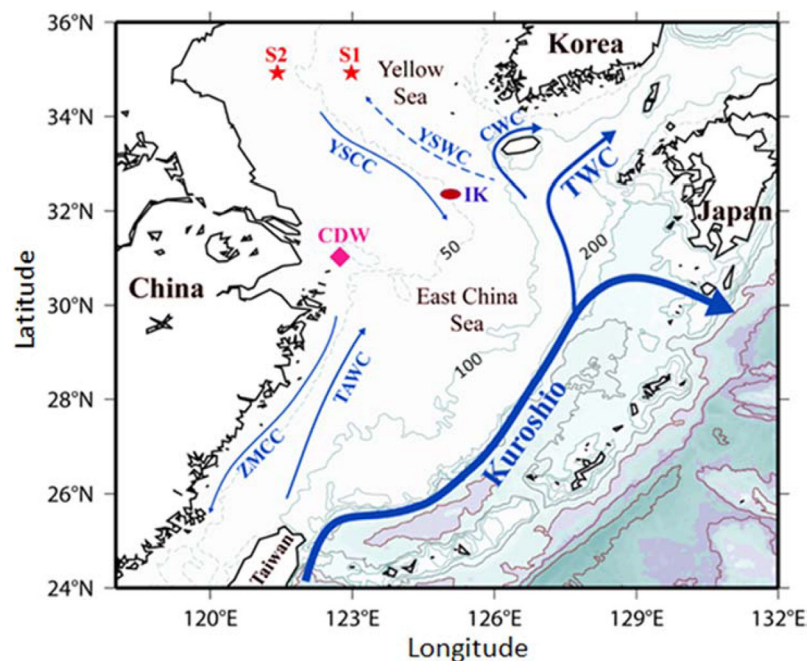 36°N
34°N
32°N
30°N
28°N
26°N
24°N
Latitude
S2
S1
Yellow
Sea
Korea
CWC
YSWC
YSCC
TWC
IK
Japan
CDW
50
200
China
East China
Sea
100
TAWC
ZMCC
Kuroshio
Taiwan
120°E
123°E
126°E
129°E
132°E
Longitude